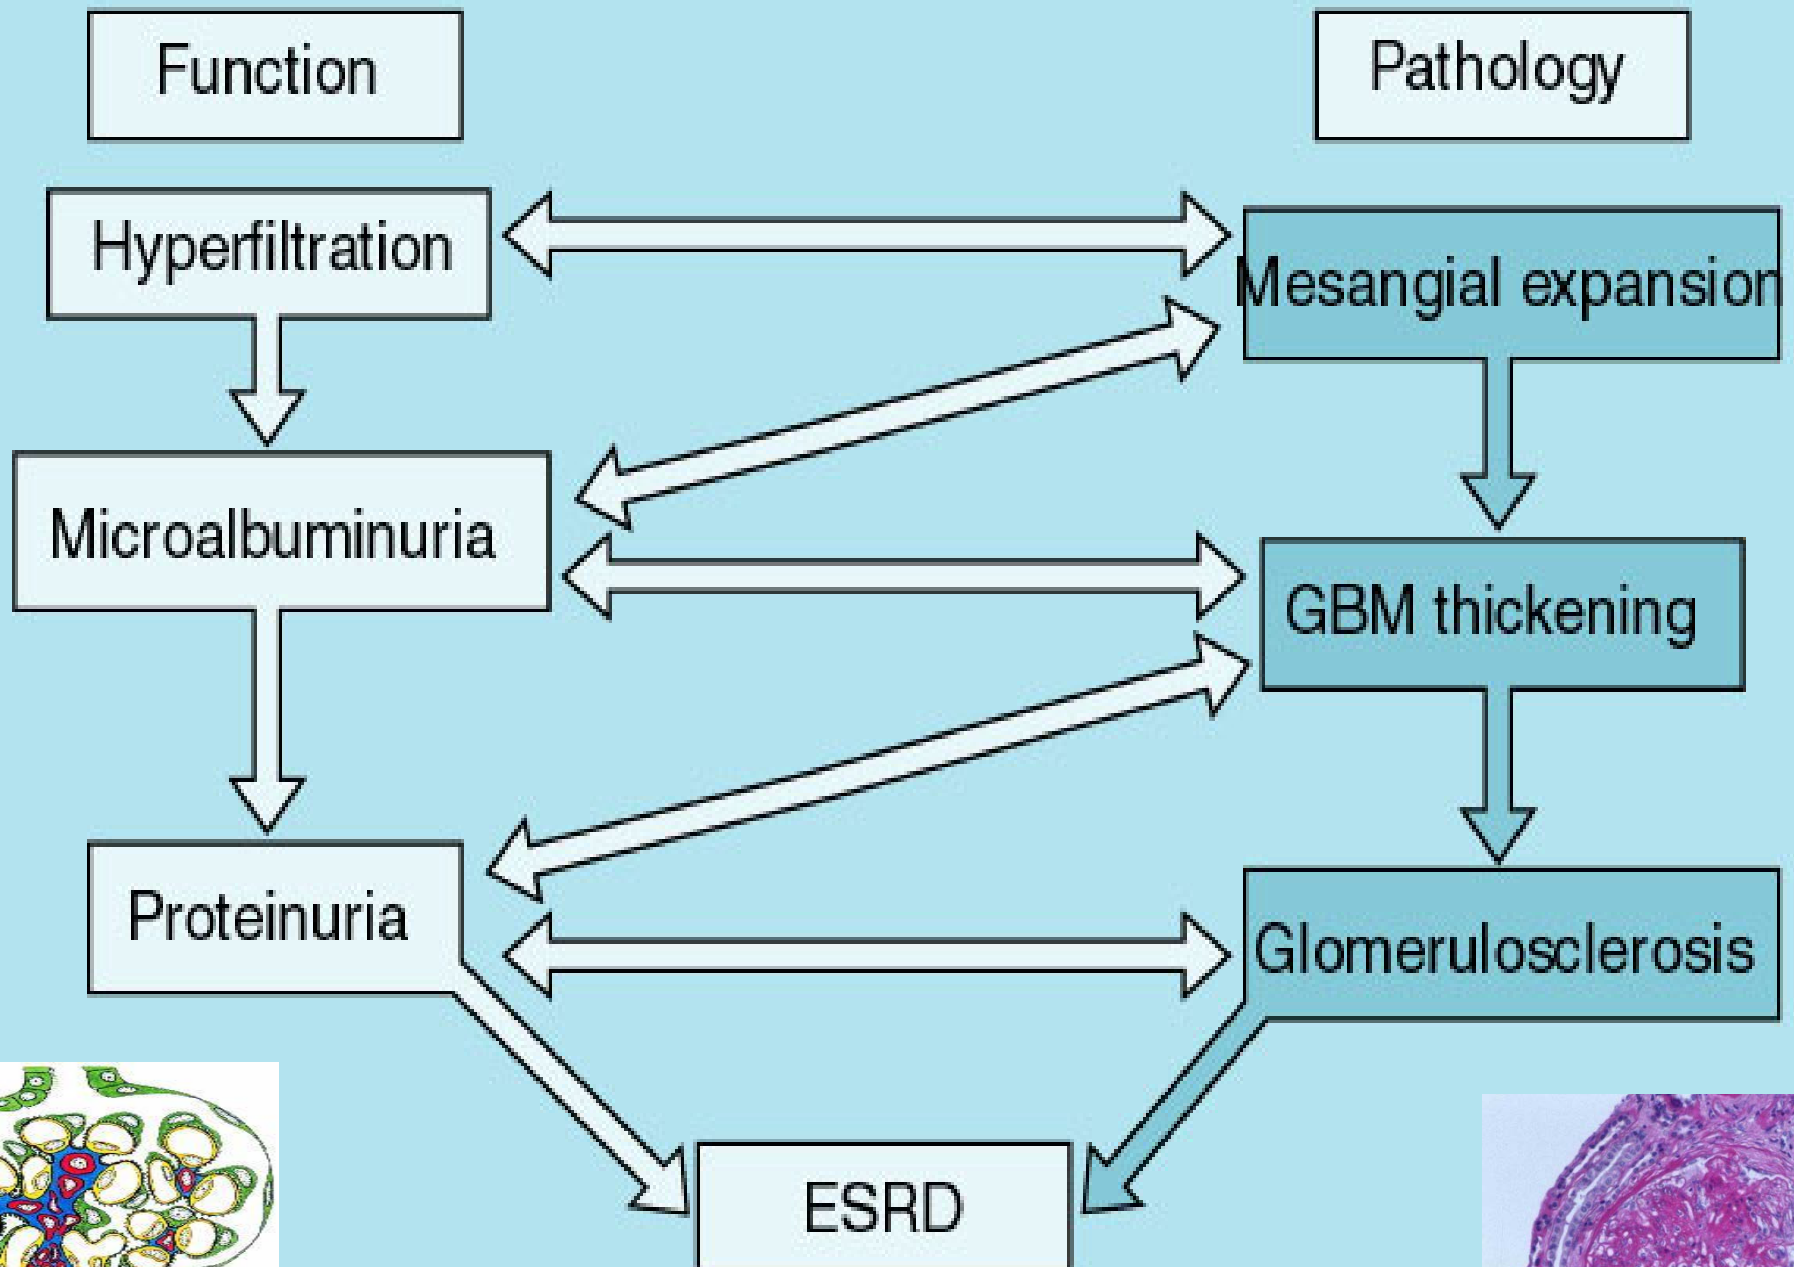 Function
Pathology
Hyperfiltration
Mesangial expansion
Microalbuminuria
GBM thickening
Proteinuria
Glomerulosclerosis
ESRD